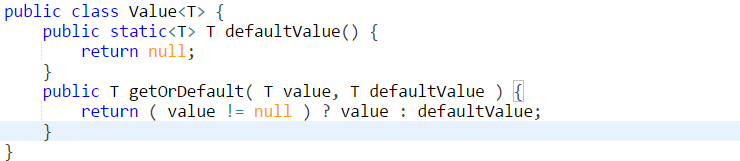 public class Value<T> {
    public static<T> T defaultValue() {
        return null;
    }
    public T getOrDefault( T value, T defaultValue ) {
        return ( value != null ) ? value : defaultValue;
    }
}